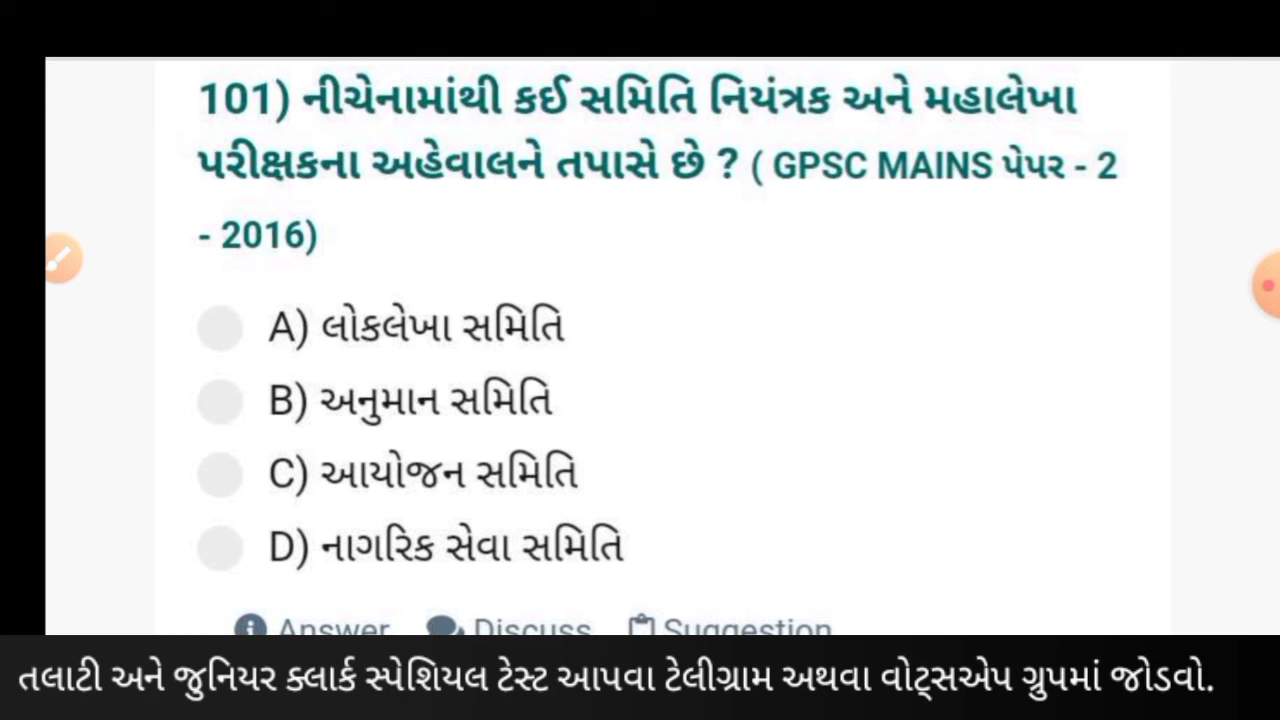 101) નીચેનામાંથી કઈ સમિતિ નિયંત્રક અને મહાલેખા
પરીક્ષકના અહેવાલને તપાસે છે ? ( GPSC MAINS પેપર - 2
- 2016)
A) લોકલેખા સમિતિ
B) અનુમાન સમિતિ
C) આયોજન સમિતિ
D) નાગરિક સેવા સમિતિ
Answer Discuss Suggestion
તલાટી અને જુનિયર ક્લાર્ક સ્પેશિયલ ટેસ્ટ આપવા ટેલીગ્રામ અથવા વોટ્સએપ ગ્રુપમાં જોડવો.